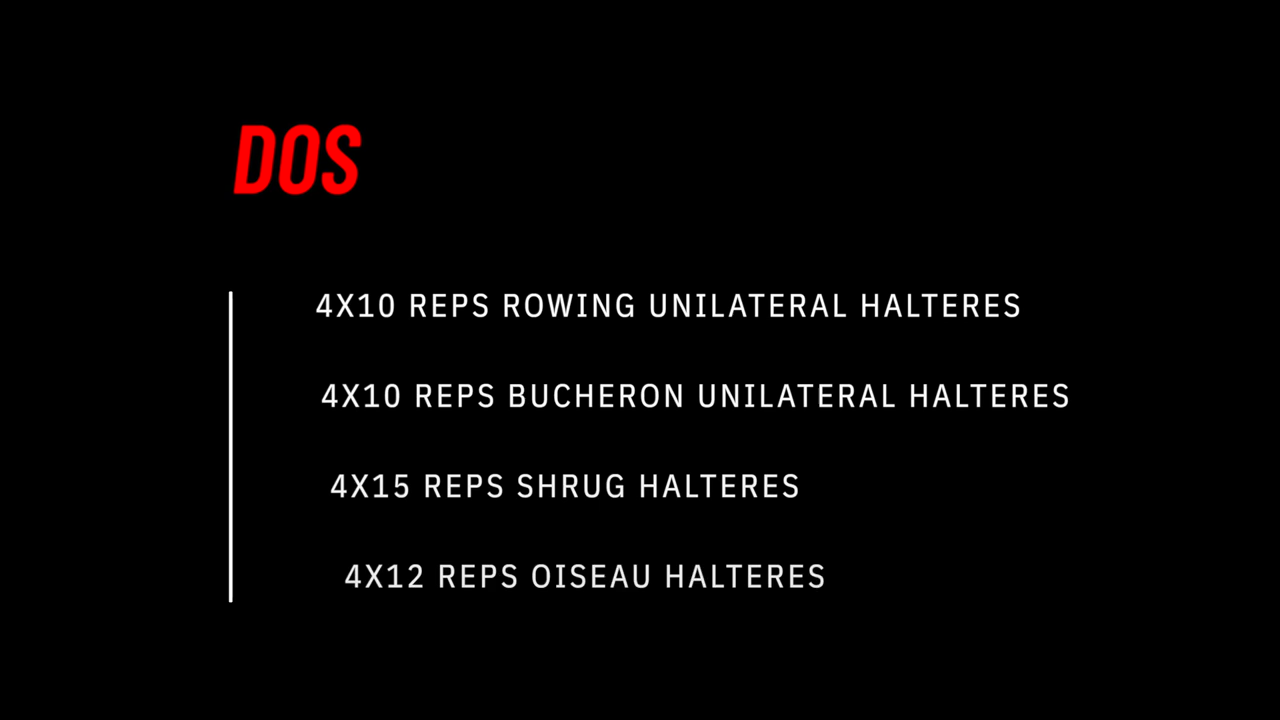 DOS
4X10 REPS ROWING UNILATERAL HALTERES
4X10 REPS BUCHERON UNILATERAL HALTERES
4X15 REPS SHRUG HALTERES
4X12 REPS OISEAU HALTERES